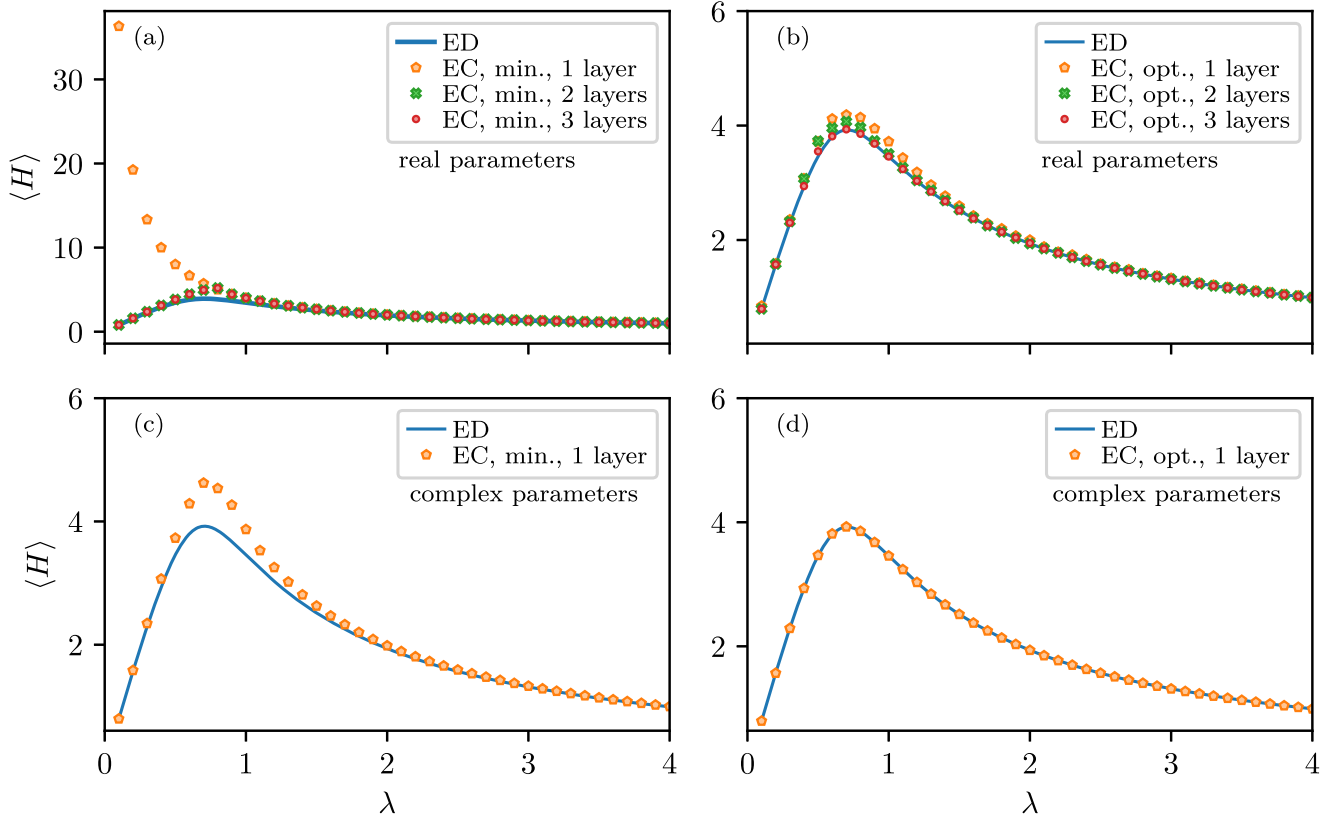 (a)
ED
EC, min., 1 layer
EC, min., 2 layers
EC, min., 3 layers
real parameters
30
20
10
0
⟨H⟩
(b)
ED
EC, opt., 1 layer
EC, opt., 2 layers
EC, opt., 3 layers
real parameters
6
4
2
(c)
ED
EC, min., 1 layer
complex parameters
6
4
2
⟨H⟩
0 1 2 3 4
λ
(d)
ED
EC, opt., 1 layer
complex parameters
6
4
2
0 1 2 3 4
λ